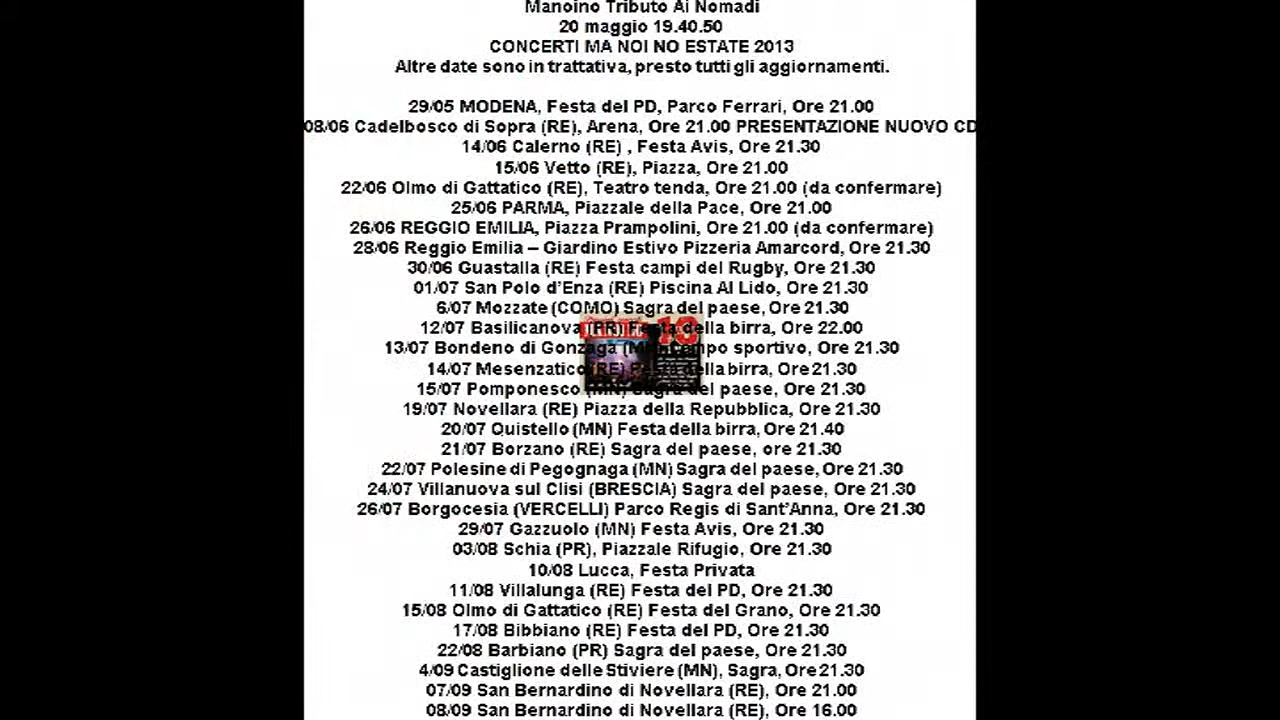 Manoino Tributo Ai Nomadi
20 maggio 19.40.50
CONCERTI MA NOI NO ESTATE 2013
Altre date sono in trattativa, presto tutti gli aggiornamenti.
29/05 MODENA, Festa del PD, Parco Ferrari, Ore 21.00
08/06 Cadelbosco di Sopra (RE), Arena, Ore 21.00 PRESENTAZIONE NUOVO CD
14/06 Calerno (RE) , Festa Avis, Ore 21.30
15/06 Vetto (RE), Piazza, Ore 21.00
22/06 Olmo di Gattatico (RE), Teatro tenda, Ore 21.00 (da confermare)
25/06 PARMA, Piazzale della Pace, Ore 21.00
26/06 REGGIO EMILIA, Piazza Prampolini, Ore 21.00 (da confermare)
28/06 Reggio Emilia – Giardino Estivo Pizzeria Amarcord, Ore 21.30
30/06 Guastalla (RE) Festa campi del Rugby, Ore 21.30
01/07 San Polo d'Enza (RE) Piscina Al Lido, Ore 21.30
6/07 Mozzate (COMO) Sagra del paese, Ore 21.30
12/07 Basilicanova (PR) Festa della birra, Ore 22.00
13/07 Bondeno di Gonzaga (MN) Campo sportivo, Ore 21.30
14/07 Mesenzatico (RE) Festa della birra, Ore 21.30
15/07 Pomponesco (MN) Sagra del paese, Ore 21.30
19/07 Novellara (RE) Piazza della Repubblica, Ore 21.30
20/07 Quistello (MN) Festa della birra, Ore 21.40
21/07 Borzano (RE) Sagra del paese, ore 21.30
22/07 Polesine di Pegognaga (MN) Sagra del paese, Ore 21.30
24/07 Villanuova sul Clisi (BRESCIA) Sagra del paese, Ore 21.30
26/07 Borgocesia (VERCELLI) Parco Regis di Sant'Anna, Ore 21.30
29/07 Gazzuolo (MN) Festa Avis, Ore 21.30
03/08 Schia (PR), Piazzale Rifugio, Ore 21.30
10/08 Lucca, Festa Privata
11/08 Villalunga (RE) Festa del PD, Ore 21.30
15/08 Olmo di Gattatico (RE) Festa del Grano, Ore 21.30
17/08 Bibbiano (RE) Festa del PD, Ore 21.30
22/08 Barbiano (PR) Sagra del paese, Ore 21.30
4/09 Castiglione delle Stiviere (MN), Sagra, Ore 21.30
07/09 San Bernardino di Novellara (RE), Ore 21.00
08/09 San Bernardino di Novellara (RE), Ore 16.00